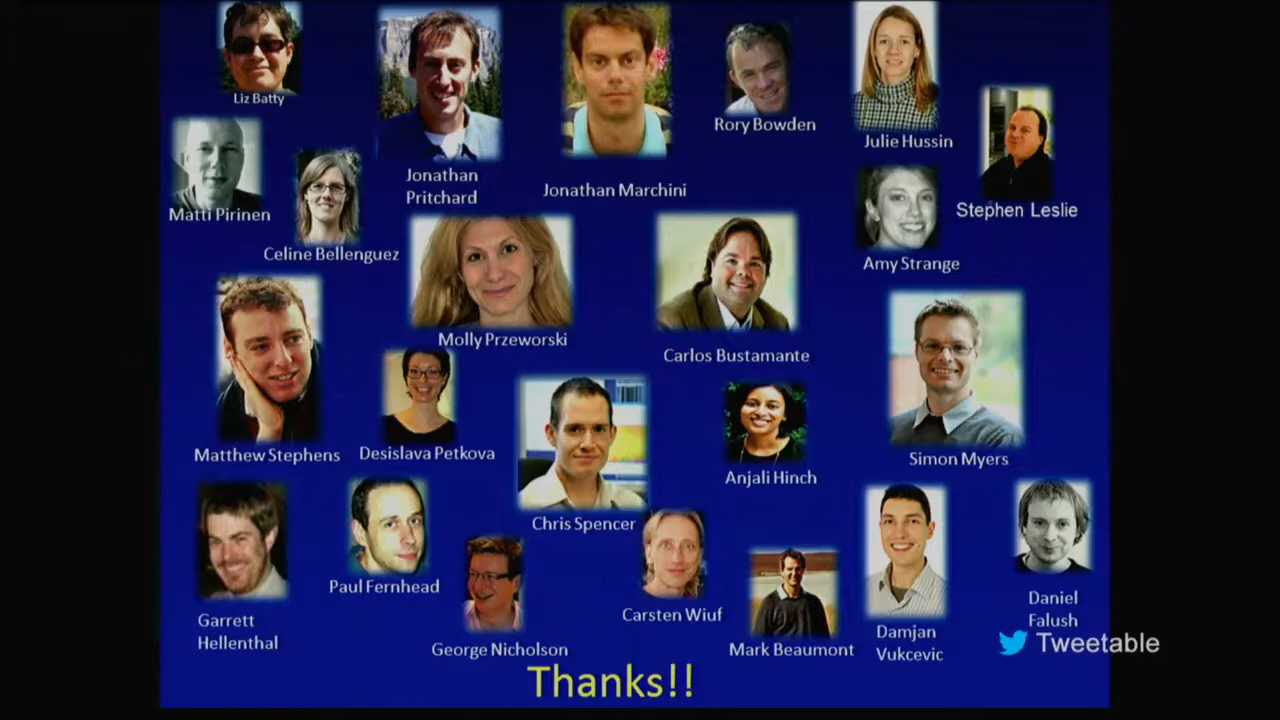 Liz Batty
Rory Bowden
Julie Hussin
Jonathan
Pritchard
Jonathan Marchini
Matti Pirinen
Stephen Leslie
Celine Bellenguez
Amy Strange
Molly Przeworski
Carlos Bustamante
Matthew Stephens
Desislava Petkova
Simon Myers
Anjali Hinch
Chris Spencer
Paul Fernhead
Garrett
Hellenthal
Carsten Wiuf
George Nicholson
Mark Beaumont
Damjan
Vukcevic
Daniel
Falush
Tweetable
Thanks!!